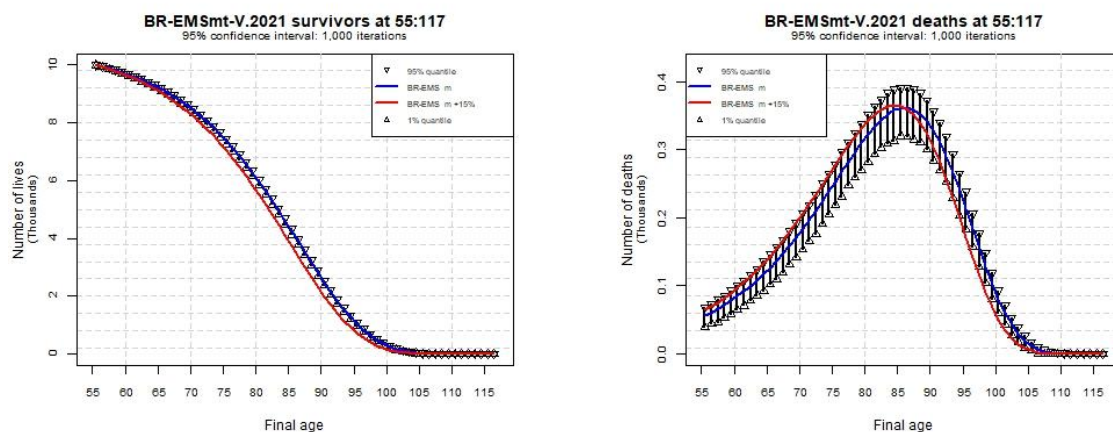 BR-EMSmt-V.2021 survivors at 55:117
95% confidence interval: 1,000 iterations
10
8
6
4
2
0
Number of lives
(Thousands)
95% quantile
BR-EMS m
BR-EMS m +15%
1% quantile
55 60 65 70 75 80 85 90 95 100 105 110 115
Final age
BR-EMSmt-V.2021 deaths at 55:117
95% confidence interval: 1,000 iterations
0.4
0.3
0.2
0.1
0.0
Number of deaths
(Thousands)
95% quantile
BR-EMS m
BR-EMS m +15%
1% quantile
55 60 65 70 75 80 85 90 95 100 105 110 115
Final age